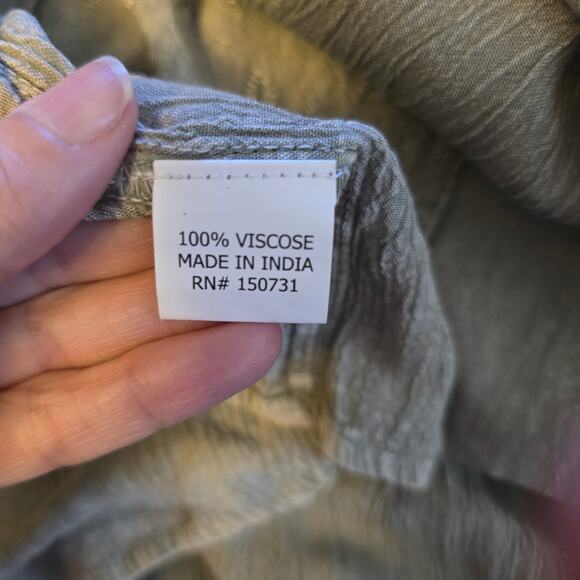 100% VISCOSE
MADE IN INDIA
RN# 150731